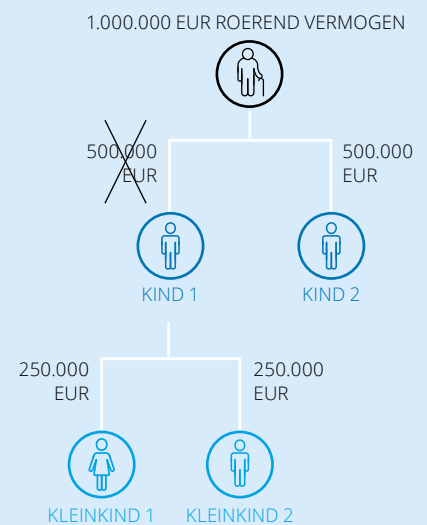 1.000.000 EUR ROEREND VERMOGEN
500.000
EUR
500.000
EUR
KIND 1
KIND 2
250.000
EUR
250.000
EUR
KLEINKIND 1
KLEINKIND 2